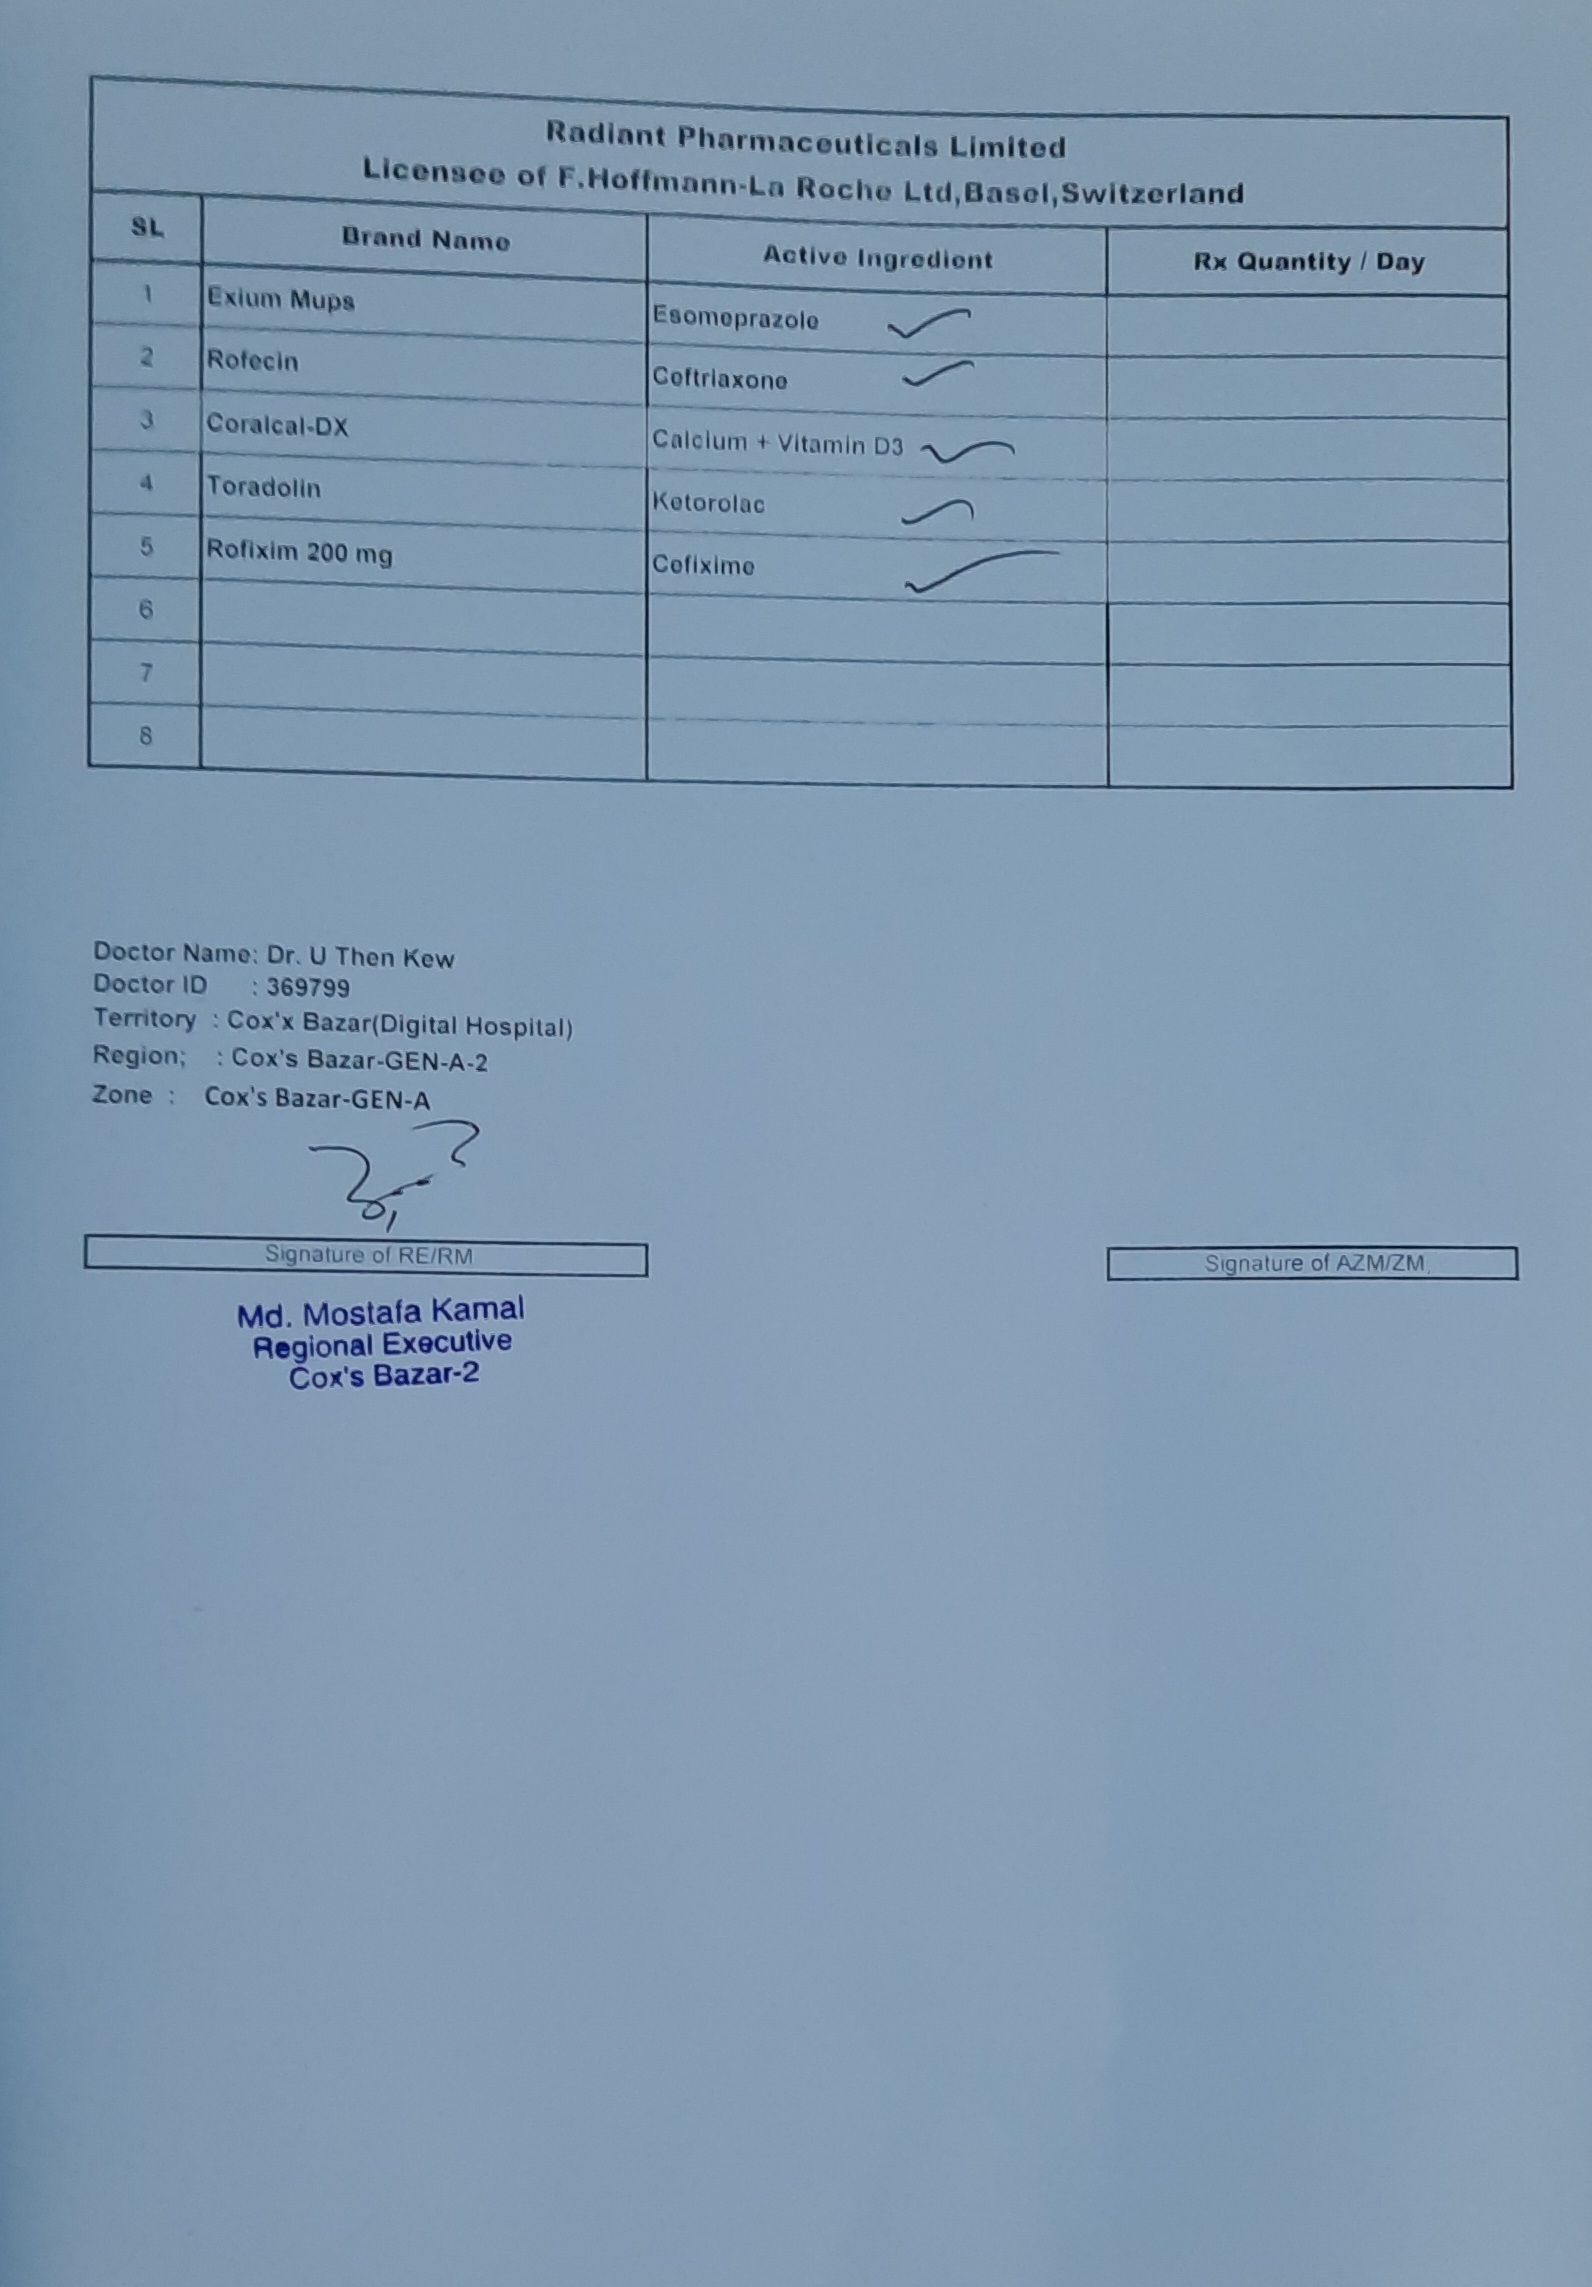 Radiant Pharmaceuticals Limited
Licensee of F.Hoffmann-La Roche Ltd,Basel,Switzerland
SL Brand Name Active Ingredient Rx Quantity / Day
1 Exium Mups Esomeprazole
2 Rofecin Ceftriaxone
3 Coralcal-DX Calcium + Vitamin D3
4 Toradolin Ketorolac
5 Rofixim 200 mg Cefixime
6
7
8
Doctor Name: Dr. U Then Kew
Doctor ID : 369799
Territory : Cox'x Bazar(Digital Hospital)
Region; : Cox's Bazar-GEN-A-2
Zone : Cox's Bazar-GEN-A
Signature of RE/RM Signature of AZM/ZM
Md. Mostafa Kamal
Regional Executive
Cox's Bazar-2